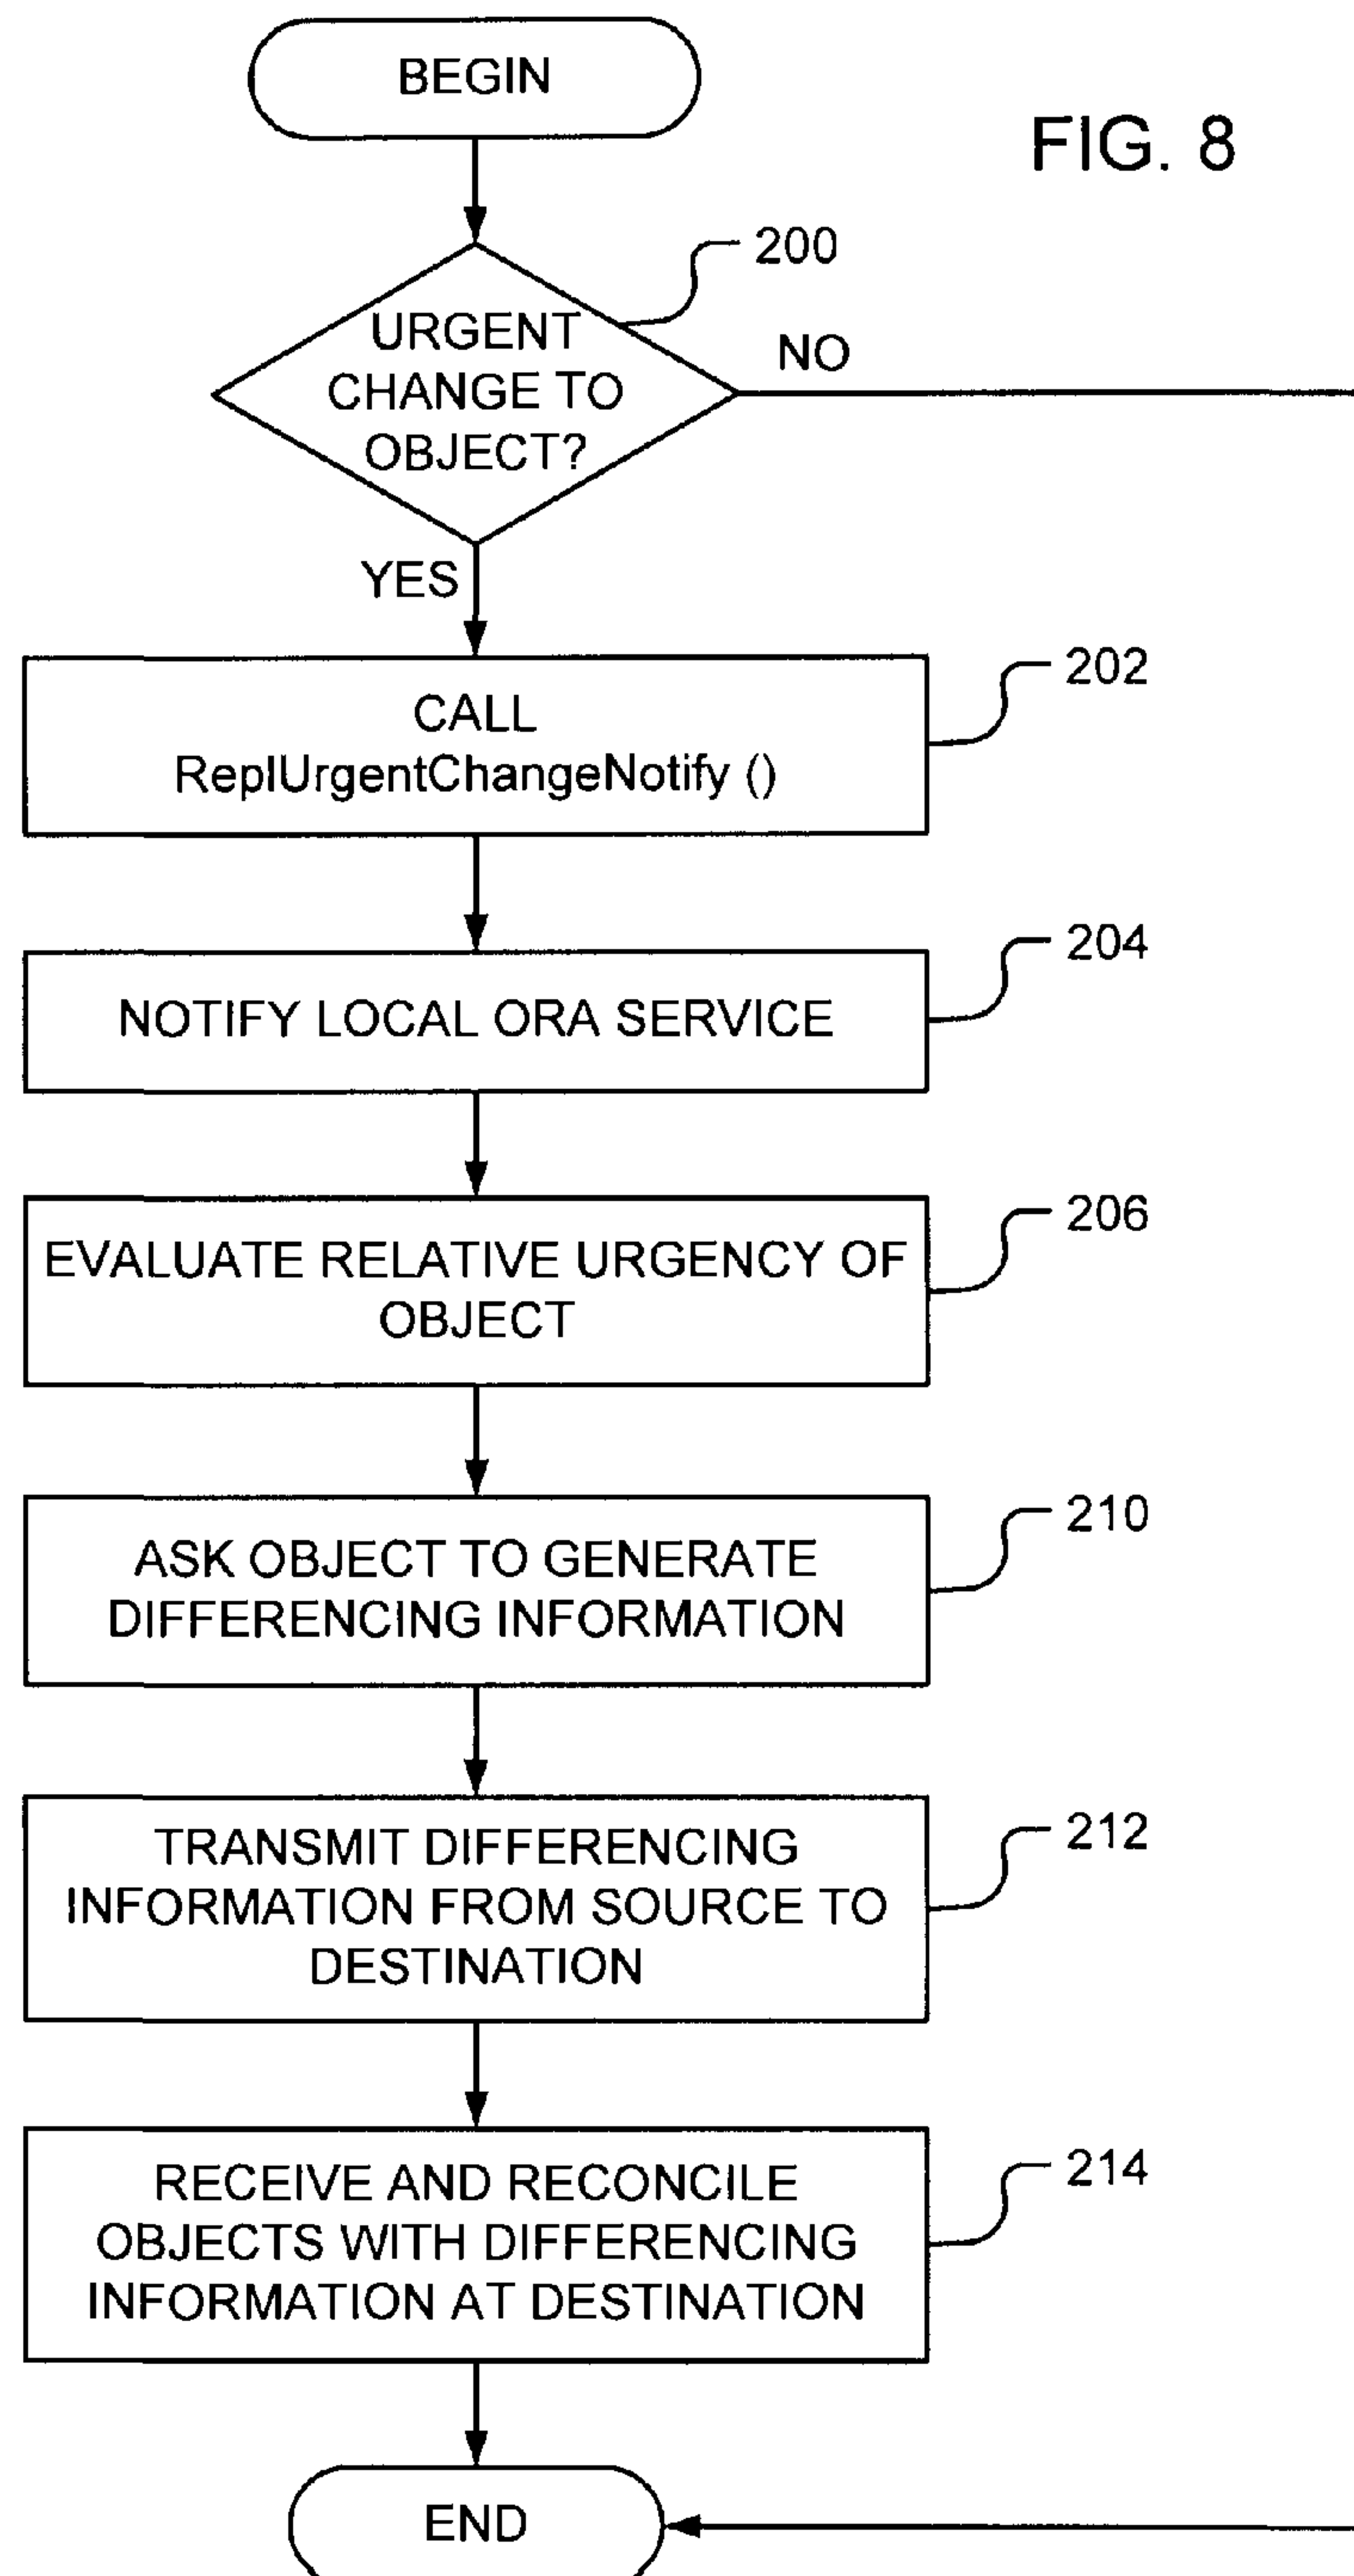 BEGIN
FIG. 8
200
URGENT
CHANGE TO
OBJECT?
NO
YES
202
CALL
ReplUrgentChangeNotify ()
204
NOTIFY LOCAL ORA SERVICE
206
EVALUATE RELATIVE URGENCY OF
OBJECT
210
ASK OBJECT TO GENERATE
DIFFERENCING INFORMATION
212
TRANSMIT DIFFERENCING
INFORMATION FROM SOURCE TO
DESTINATION
214
RECEIVE AND RECONCILE
OBJECTS WITH DIFFERENCING
INFORMATION AT DESTINATION
END